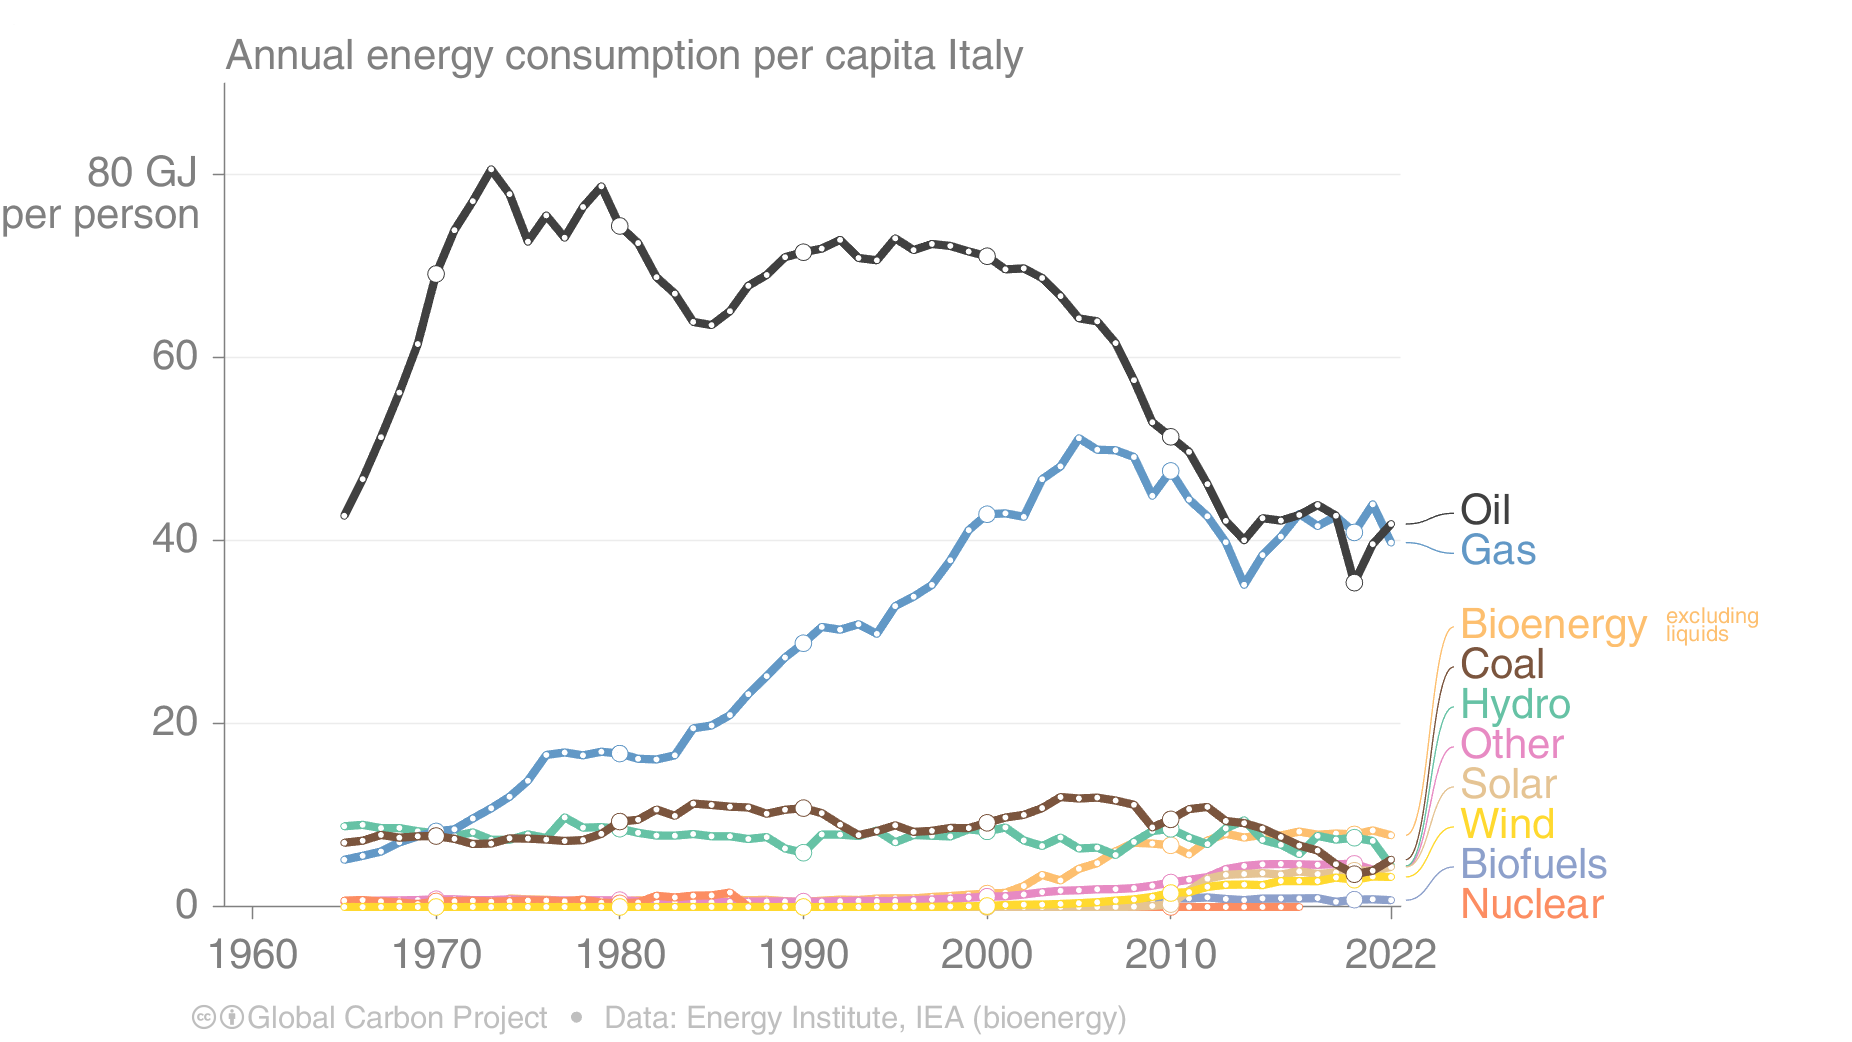 Annual energy consumption per capita Italy
80 GJ
per person
60
40
20
0
1960 1970 1980 1990 2000 2010 2022
Oil
Gas
Bioenergy excluding
liquids
Coal
Hydro
Other
Solar
Wind
Biofuels
Nuclear
cc Global Carbon Project • Data: Energy Institute, IEA (bioenergy)